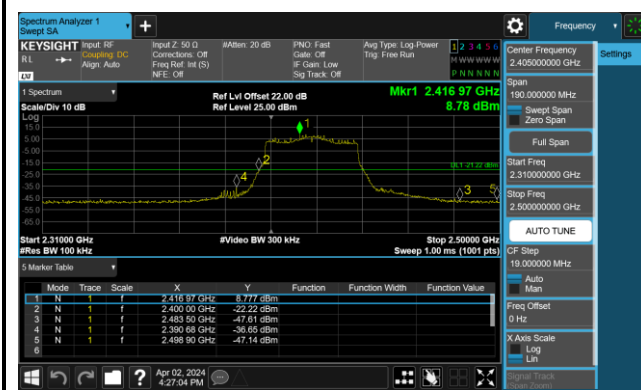 Spectrum Analyzer 1
Swept SA
+
Frequency
KEYSIGHT Input: RF
RL
Coupling: DC
Align: Auto
Input Z: 50 Ω
Corrections: Off
Freq Ref: Int (S)
NFE: Off
#Atten: 20 dB
PNO: Fast
Gate: Off
IF Gain: Low
Sig Track: Off
Avg Type: Log-Power
Trig: Free Run
1 2 3 4 5 6
M W W W W W
P N N N N N
1 Spectrum
Scale/Div 10 dB
Ref Lvl Offset 22.00 dB
Ref Level 25.00 dBm
Mkr1 2.416 97 GHz
8.78 dBm
Log
15.0
5.00
-5.00
-15.0
-25.0
-35.0
-45.0
-55.0
-65.0
1
2
4
3
5
DL1 -21.22 dBm
Start 2.31000 GHz
#Res BW 100 kHz
#Video BW 300 kHz
Stop 2.50000 GHz
Sweep 1.00 ms (1001 pts)
5 Marker Table
Mode Trace Scale X Y Function Function Width Function Value
1 N 1 f 2.416 97 GHz 8.777 dBm
2 N 1 f 2.400 00 GHz -22.22 dBm
3 N 1 f 2.483 50 GHz -47.61 dBm
4 N 1 f 2.390 68 GHz -36.65 dBm
5 N 1 f 2.498 90 GHz -47.14 dBm
6
?
Apr 02, 2024
4:27:04 PM
Center Frequency
2.405000000 GHz
Settings
Span
190.000000 MHz
Swept Span
Zero Span
Full Span
Start Freq
2.310000000 GHz
Stop Freq
2.500000000 GHz
AUTO TUNE
CF Step
19.000000 MHz
Auto
Man
Freq Offset
0 Hz
X Axis Scale
Log
Lin
Signal Track
(Span Zoom)